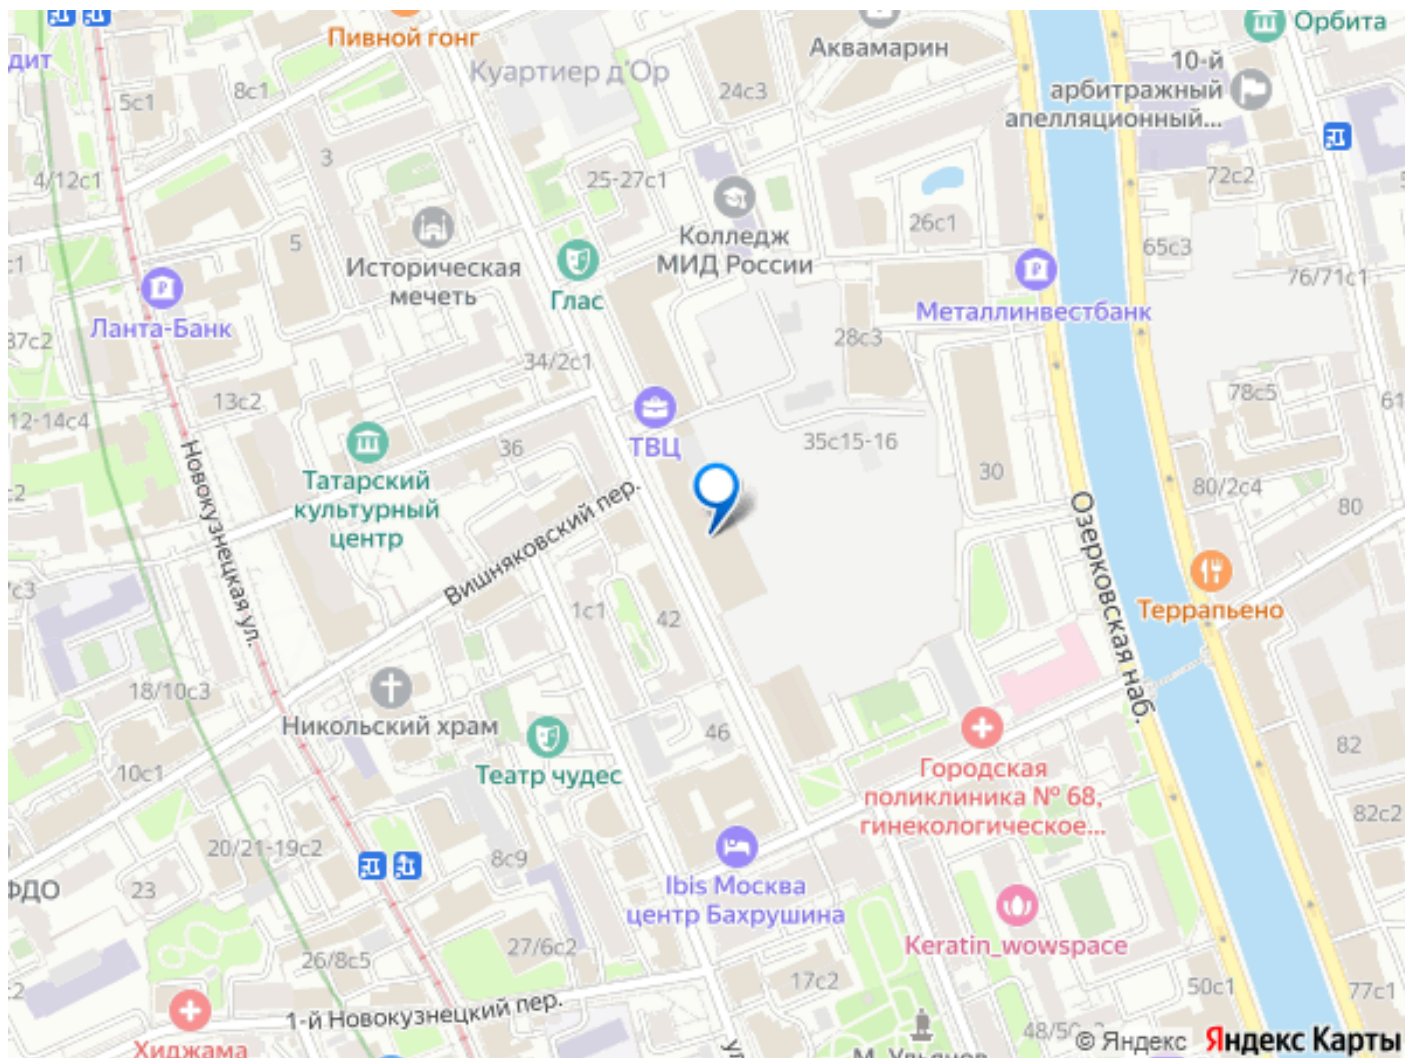 Пивной гонг
Аквамарин
Орбита
дит
Куартиер д'Ор
10-й
арбитражный
апелляционный...
5с1
8с1
24с3
3
4/12с1
25-27с1
72с2
5
Историческая
мечеть
Колледж
МИД России
26с1
65с3
Глас
76/71с1
Ланта-Банк
Металлинвестбанк
37с2
34/2с1
28с3
13с2
78с5
61
12-14с4
ТВЦ
35с15-16
36
30
Татарский
культурный
центр
80/2с4
80
Новокузнецкая ул.
Вишняковский пер.
Озерковская наб.
1с1
42
Террапьено
18/10с3
Никольский храм
46
82
Театр чудес
10с1
Городская
поликлиника № 68,
гинекологическое...
82с2
20/21-19с2
8с9
ФДО
23
Ibis Москва
центр Бахрушина
Keratin_wowspace
27/6с2
26/8с5
17с2
50с1
77с1
1-й Новокузнецкий пер.
Хиджама
М. Ульянов
© Яндекс Яндекс Карты